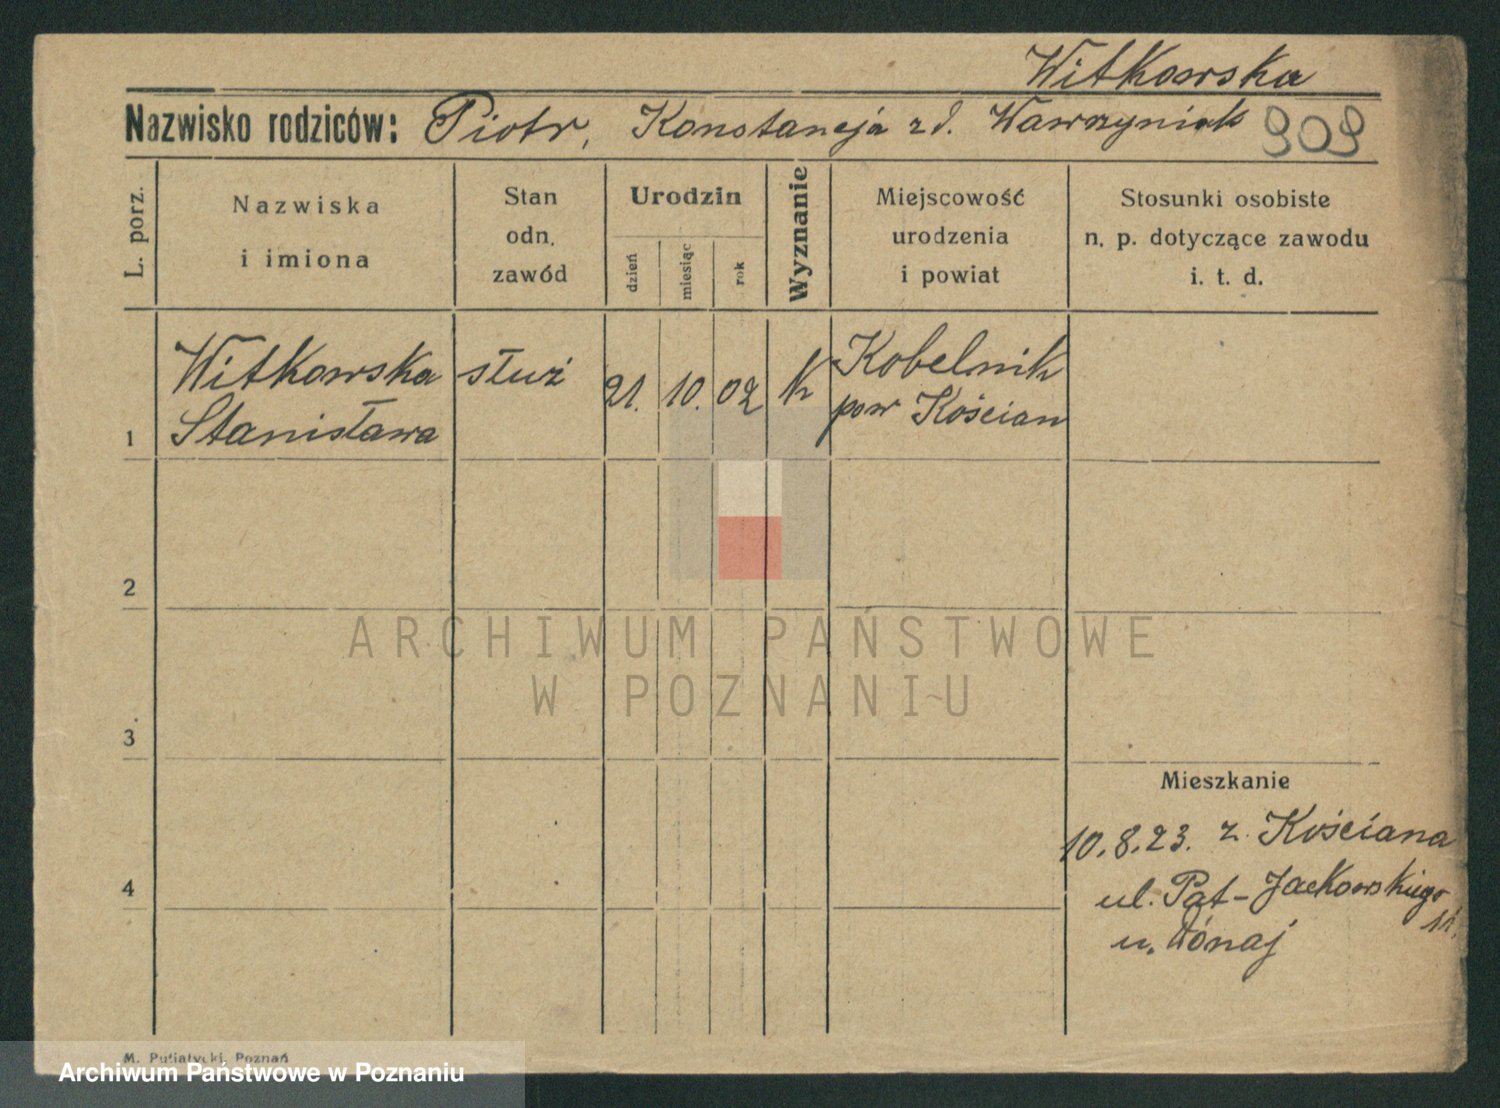 Witkowska
Nazwisko rodziców: Piotr, Konstancja zd. Wawrzyniak 909
L. porz.
Nazwiska
i imiona
Stan
odn.
zawód
Urodzin
dzień
miesiąc
rok
Wyznanie
Miejscowość
urodzenia
i powiat
Stosunki osobiste
n. p. dotyczące zawodu
i. t. d.
1
Witkowska
Stanisława
służ
21. 10. 02
k
Kobelnik
pow Kościan
2
ARCHIWUM PAŃSTWOWE
W POZNANIU
3
Mieszkanie
10.8.23. z Kościana
ul. Pat-Jackowskiego
u.
4
M. Putiatycki, Poznań
Archiwum Państwowe w Poznaniu